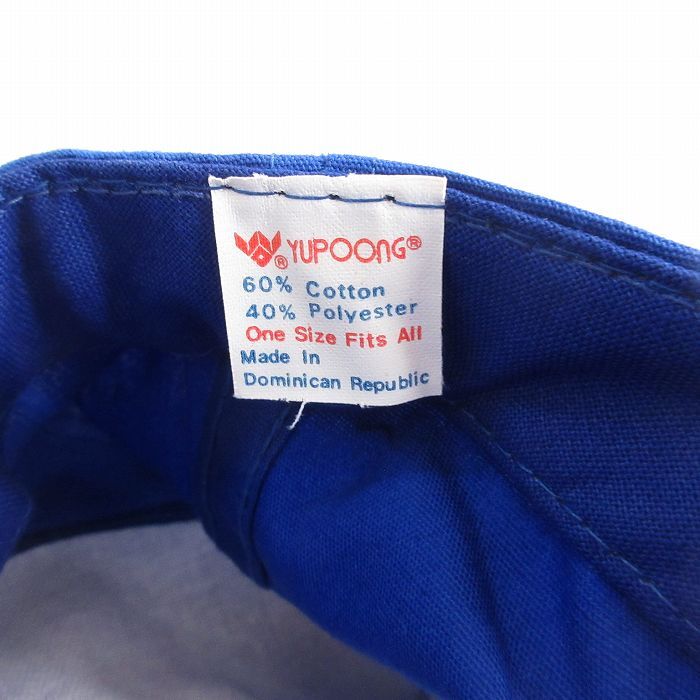 ® YUPOONG®
60% Cotton
40% Polyester
One Size Fits All
Made In
Dominican Republic